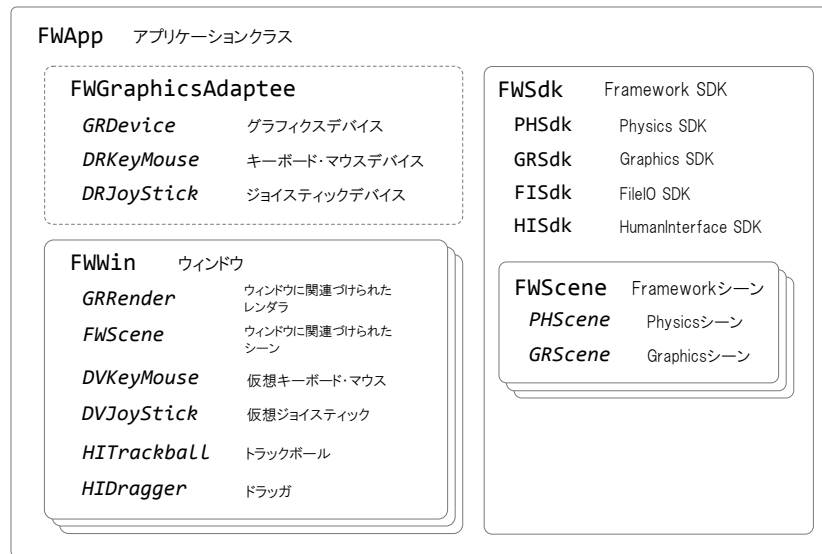 FWApp アプリケーションクラス
FWGraphicsAdaptee
GRDevice グラフィクスデバイス
DRKeyMouse キーボード・マウスデバイス
DRJoyStick ジョイスティックデバイス
FWWin ウィンドウ
GRRender ウィンドウに関連づけられた
レンダラ
FWScene ウィンドウに関連づけられた
シーン
DVKeyMouse 仮想キーボード・マウス
DVJoyStick 仮想ジョイスティック
HITrackball トラックボール
HIDragger ドラッガ
FWSdk Framework SDK
PHSdk Physics SDK
GRSdk Graphics SDK
FISdk FileIO SDK
HISdk HumanInterface SDK
FWScene Frameworkシーン
PHScene Physicsシーン
GRScene Graphicsシーン